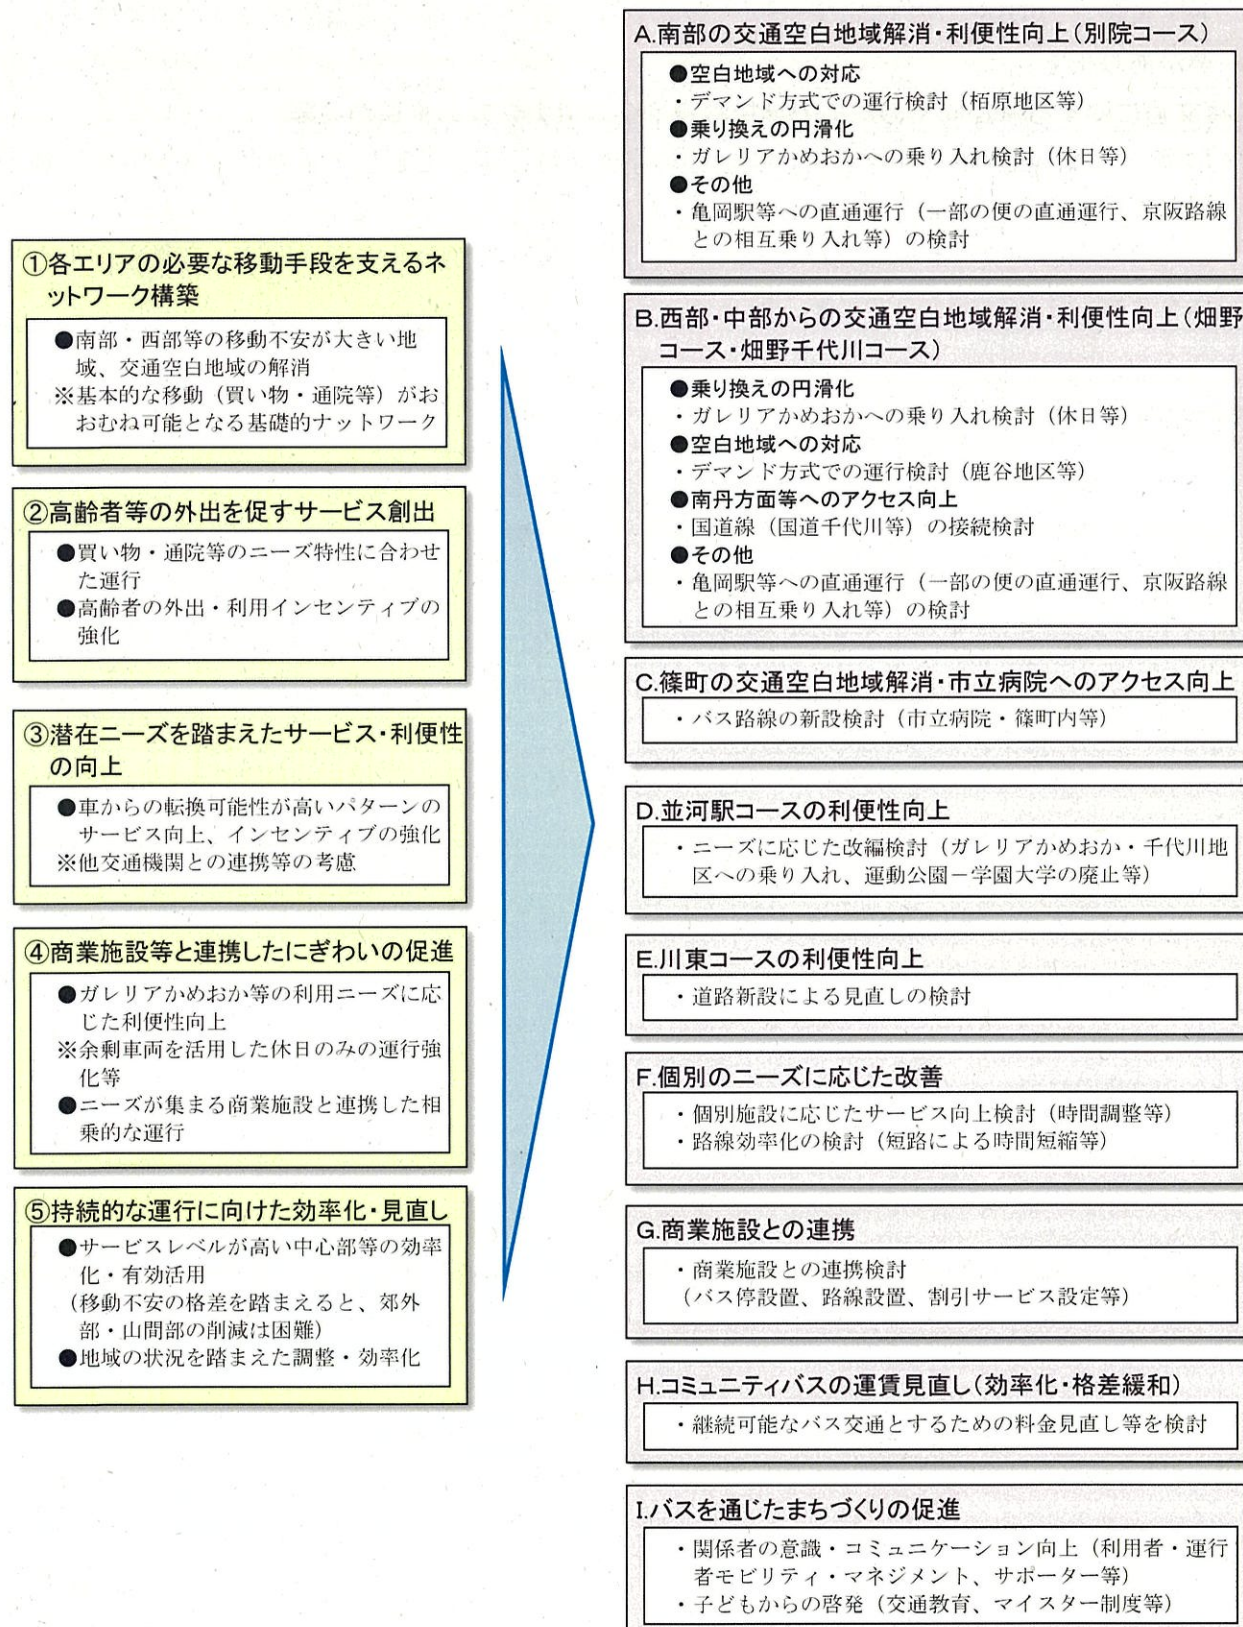 ①各エリアの必要な移動手段を支えるネ
ットワーク構築
●南部・西部等の移動不安が大きい地
域、交通空白地域の解消
※基本的な移動（買い物・通院等）がお
おむね可能となる基礎的ナットワーク
②高齢者等の外出を促すサービス創出
●買い物・通院等のニーズ特性に合わせ
た運行
●高齢者の外出・利用インセンティブの
強化
③潜在ニーズを踏まえたサービス・利便性
の向上
●車からの転換可能性が高いパターンの
サービス向上、インセンティブの強化
※他交通機関との連携等の考慮
④商業施設等と連携したにぎわいの促進
●ガレリアかめおか等の利用ニーズに応
じた利便性向上
※余剰車両を活用した休日のみの運行強
化等
●ニーズが集まる商業施設と連携した相
乗的な運行
⑤持続的な運行に向けた効率化・見直し
●サービスレベルが高い中心部等の効率
化・有効活用
（移動不安の格差を踏まえると、郊外
部・山間部の削減は困難）
●地域の状況を踏まえた調整・効率化
A.南部の交通空白地域解消・利便性向上（別院コース）
●空白地域への対応
・デマンド方式での運行検討（栢原地区等）
●乗り換えの円滑化
・ガレリアかめおかへの乗り入れ検討（休日等）
●その他
・亀岡駅等への直通運行（一部の便の直通運行、京阪路線
との相互乗り入れ等）の検討
B.西部・中部からの交通空白地域解消・利便性向上（畑野
コース・畑野千代川コース）
●乗り換えの円滑化
・ガレリアかめおかへの乗り入れ検討（休日等）
●空白地域への対応
・デマンド方式での運行検討（鹿谷地区等）
●南丹方面等へのアクセス向上
・国道線（国道千代川等）の接続検討
●その他
・亀岡駅等への直通運行（一部の便の直通運行、京阪路線
との相互乗り入れ等）の検討
C.篠町の交通空白地域解消・市立病院へのアクセス向上
・バス路線の新設検討（市立病院・篠町内等）
D.並河駅コースの利便性向上
・ニーズに応じた改編検討（ガレリアかめおか・千代川地
区への乗り入れ、運動公園－学園大学の廃止等）
E.川東コースの利便性向上
・道路新設による見直しの検討
F.個別のニーズに応じた改善
・個別施設に応じたサービス向上検討（時間調整等）
・路線効率化の検討（短路による時間短縮等）
G.商業施設との連携
・商業施設との連携検討
（バス停設置、路線設置、割引サービス設定等）
H.コミュニティバスの運賃見直し（効率化・格差緩和）
・継続可能なバス交通とするための料金見直し等を検討
I.バスを通じたまちづくりの促進
・関係者の意識・コミュニケーション向上（利用者・運行
者モビリティ・マネジメント、サポーター等）
・子どもからの啓発（交通教育、マイスター制度等）